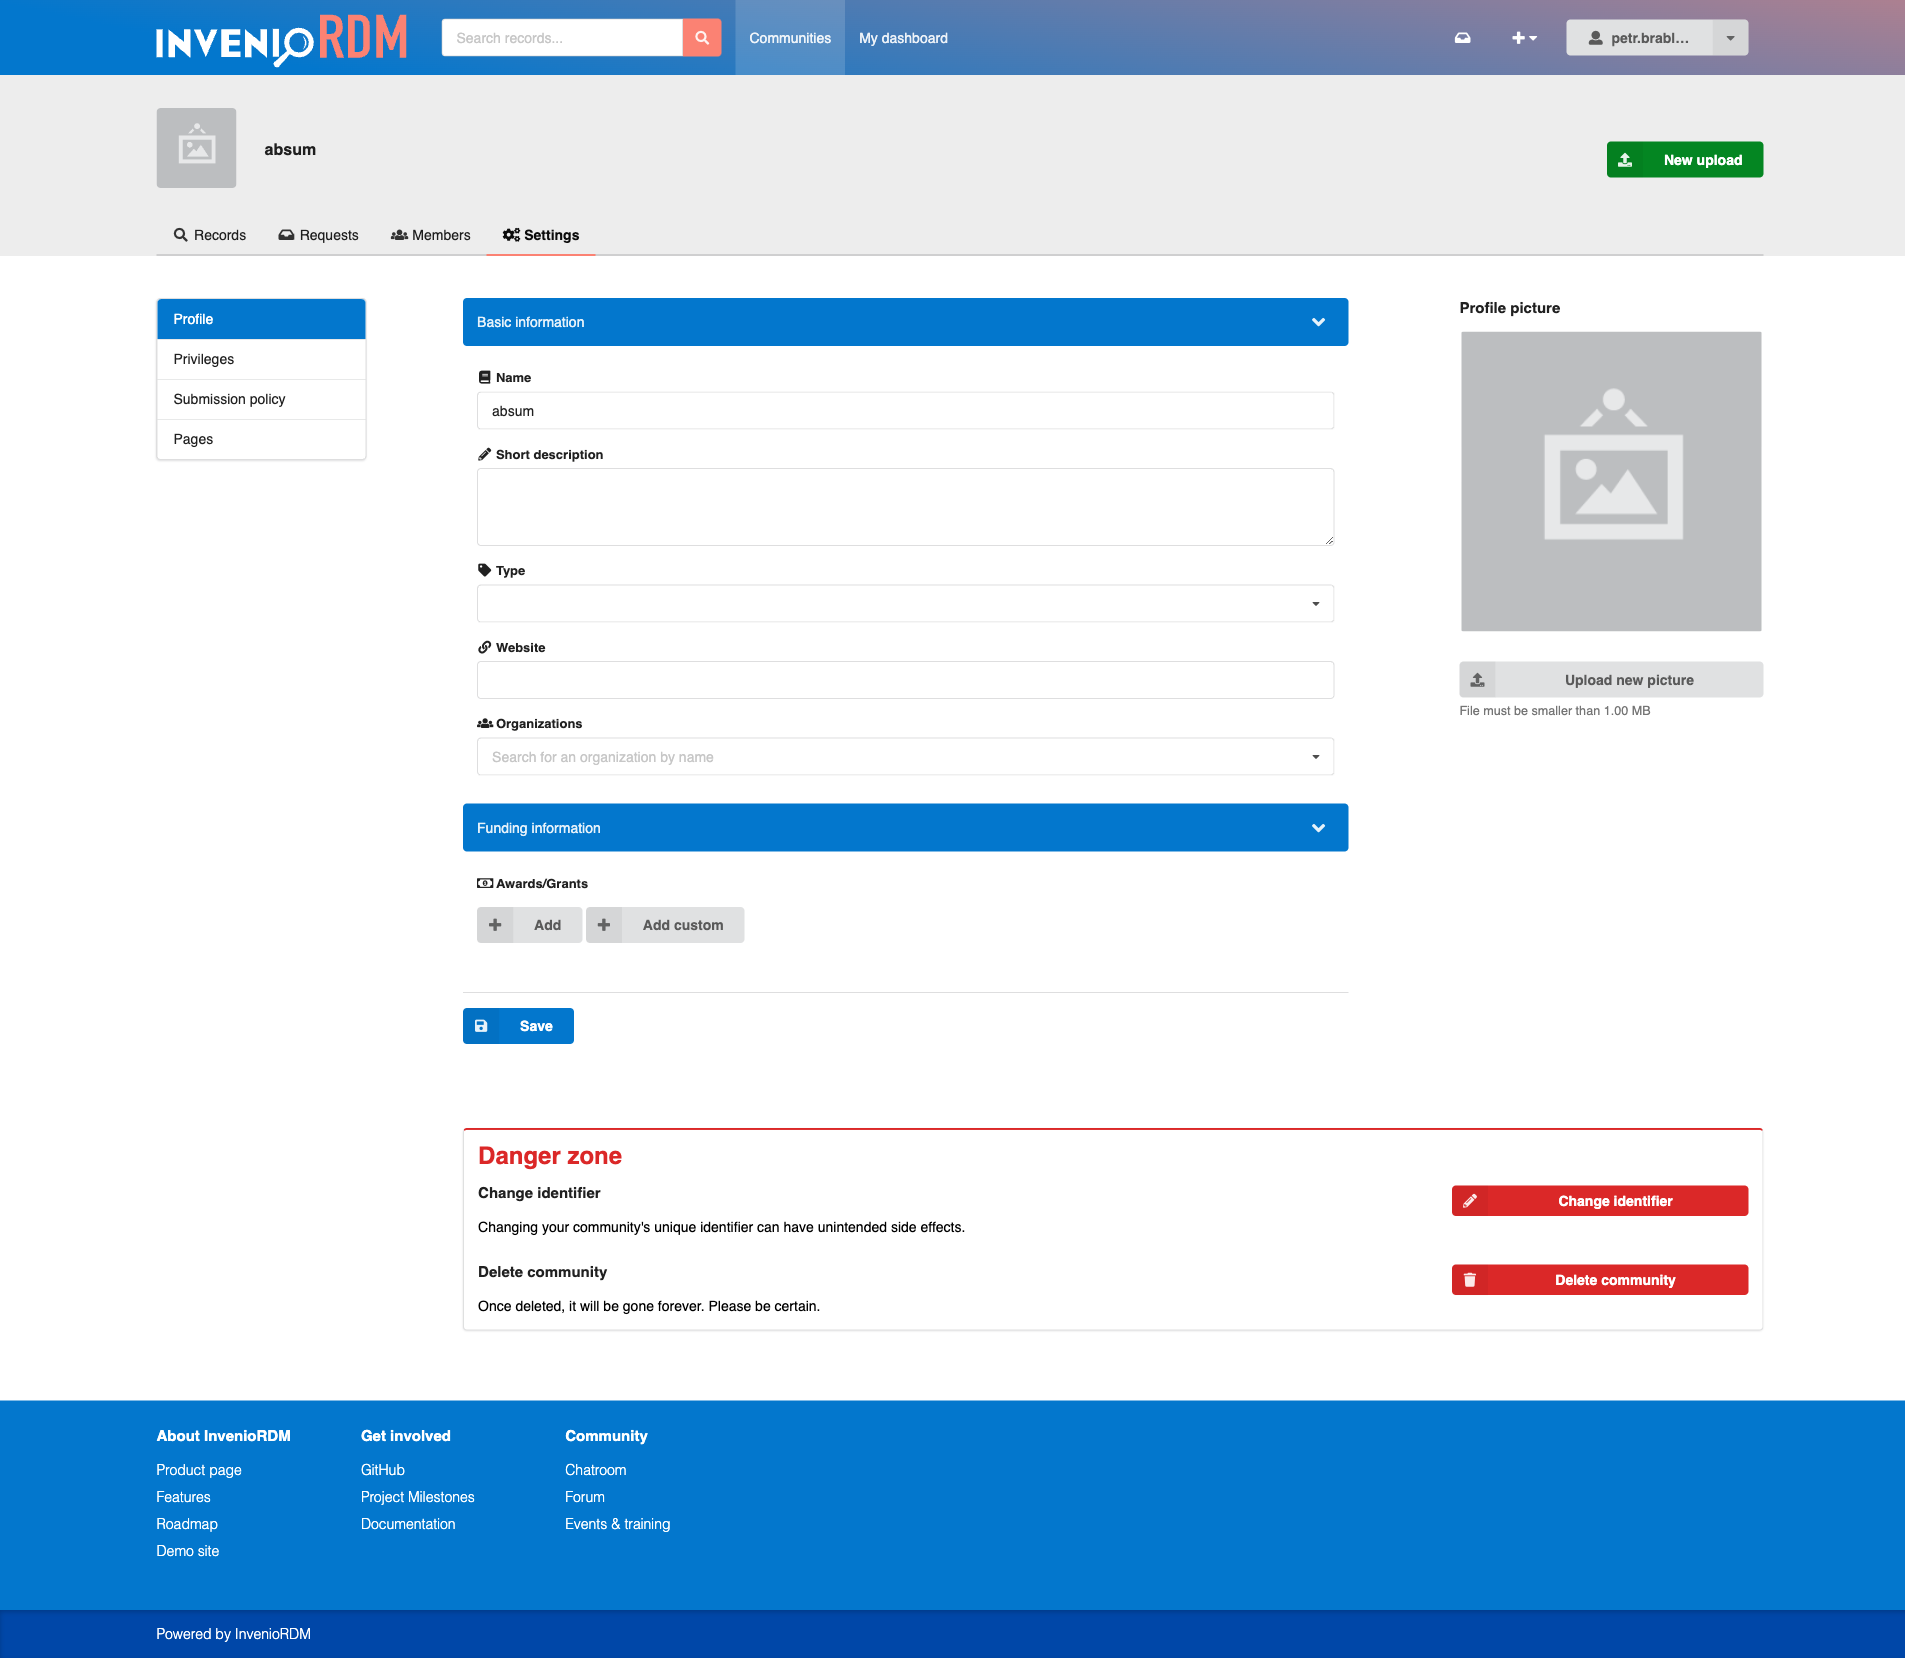 INVENIORDM
Search records...
Communities
My dashboard
petr.brabl...
absum
New upload
Records
Requests
Members
Settings
Profile
Privileges
Submission policy
Pages
Basic information
Name
absum
Short description
Type
Website
Organizations
Search for an organization by name
Profile picture
Upload new picture
File must be smaller than 1.00 MB
Funding information
Awards/Grants
Add
Add custom
Save
Danger zone
Change identifier
Changing your community's unique identifier can have unintended side effects.
Change identifier
Delete community
Once deleted, it will be gone forever. Please be certain.
Delete community
About InvenioRDM
Product page
Features
Roadmap
Demo site
Get involved
GitHub
Project Milestones
Documentation
Community
Chatroom
Forum
Events & training
Powered by InvenioRDM